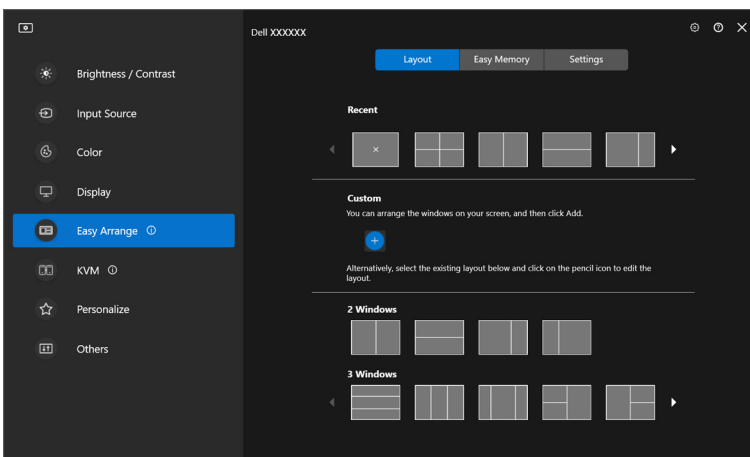 Dell XXXXXX
Brightness / Contrast
Input Source
Color
Display
Easy Arrange
KVM
Personalize
Others
Layout Easy Memory Settings
Recent
Custom
You can arrange the windows on your screen, and then click Add.
Alternatively, select the existing layout below and click on the pencil icon to edit the
layout.
2 Windows
3 Windows